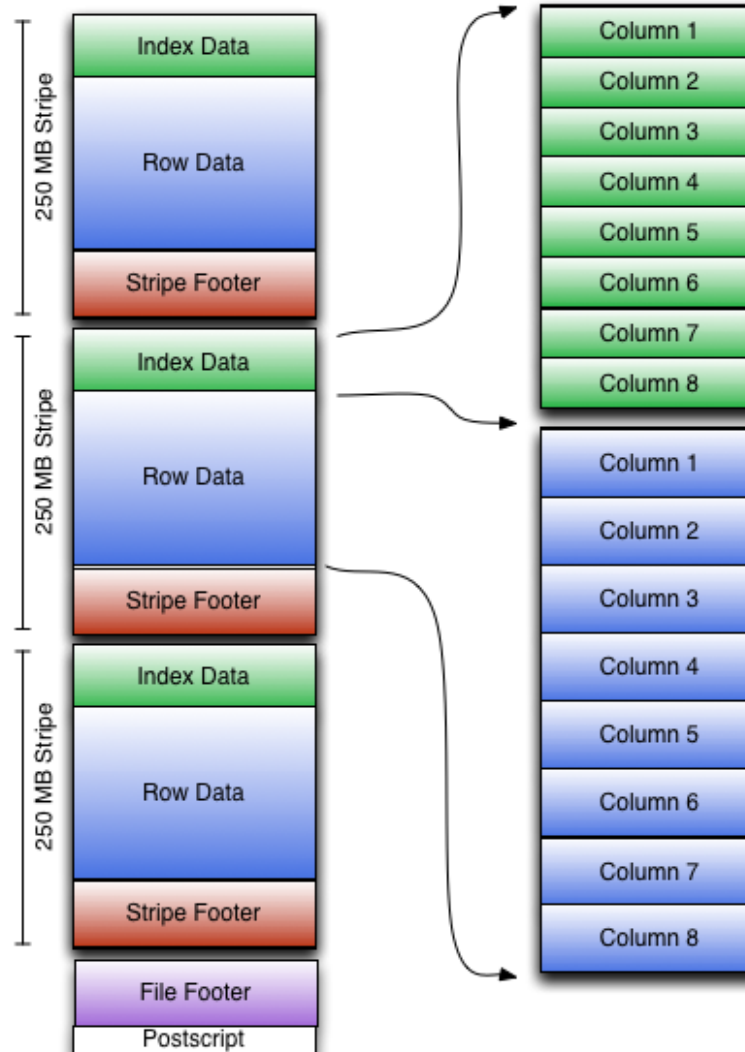 250 MB Stripe
Index Data
Row Data
Stripe Footer
250 MB Stripe
Index Data
Row Data
Stripe Footer
250 MB Stripe
Index Data
Row Data
Stripe Footer
File Footer
Postscript
Column 1
Column 2
Column 3
Column 4
Column 5
Column 6
Column 7
Column 8
Column 1
Column 2
Column 3
Column 4
Column 5
Column 6
Column 7
Column 8